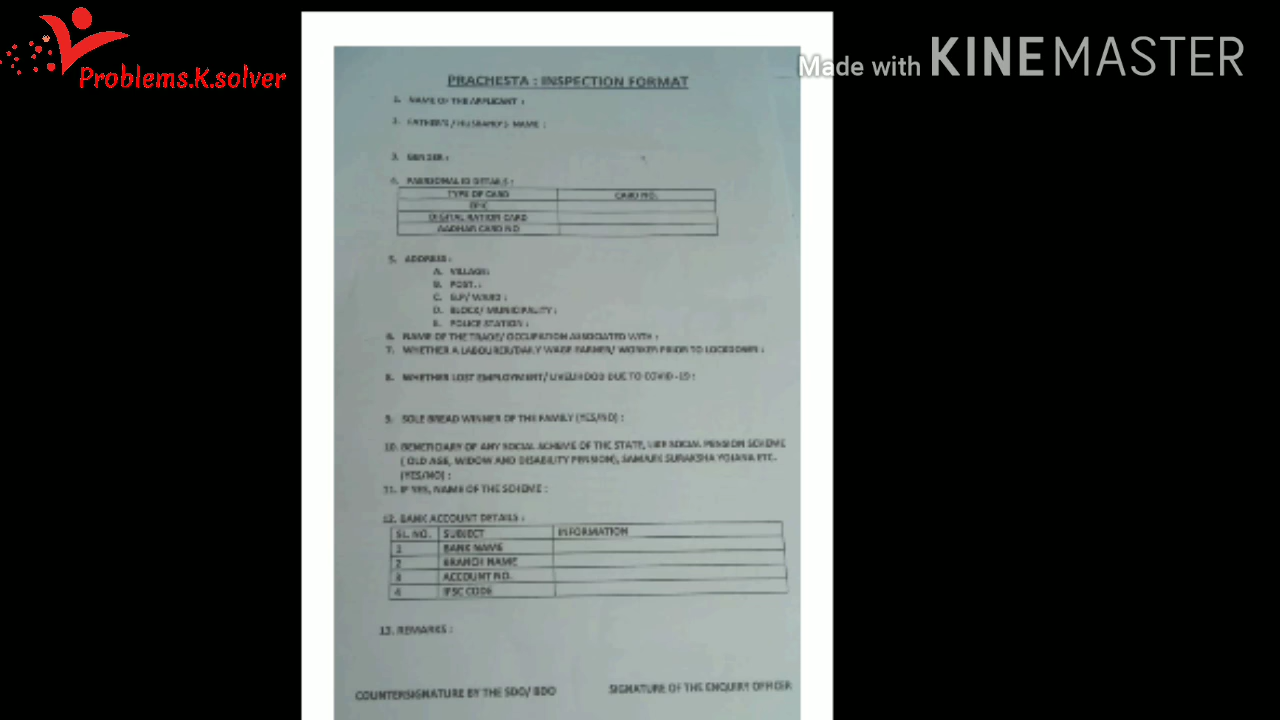 Problems.K.solver
Made with KINEMASTER
PRACHESTA : INSPECTION FORMAT
1. NAME OF THE APPLICANT :
2. FATHER'S / HUSBAND'S NAME :
3. GENDER :
4. ID DETAILS :
TYPE OF CARD CARD NO.
EPIC
DIGITAL RATION CARD
AADHAR CARD NO
5. ADDRESS :
A. VILLAGE:
B. POST. :
C. G.P/ WARD :
D. BLOCK/ MUNICIPALITY :
E. POLICE STATION :
6. NAME OF THE TRADE/ OCCUPATION ASSOCIATED WITH :
7. WHETHER A LABOURER/DAILY WAGE EARNER/ WORKER PRIOR TO LOCKDOWN :
8. WHETHER LOST EMPLOYMENT/ LIVELIHOOD DUE TO COVID -19 :
9. SOLE BREAD WINNER OF THE FAMILY (YES/NO) :
10. BENEFICIARY OF ANY SOCIAL SCHEME OF THE STATE, LIKE SOCIAL PENSION SCHEME
( OLD AGE, WIDOW AND DISABILITY PENSION), SAMAJIK SURAKSHA YOJANA ETC.
(YES/NO) :
11. IF YES, NAME OF THE SCHEME :
12. BANK ACCOUNT DETAILS :
SL. NO. SUBJECT INFORMATION
1 BANK NAME
2 BRANCH NAME
3 ACCOUNT NO.
4 IFSC CODE
13. REMARKS :
COUNTERSIGNATURE BY THE SDO/ BDO SIGNATURE OF THE ENQUIRY OFFICER